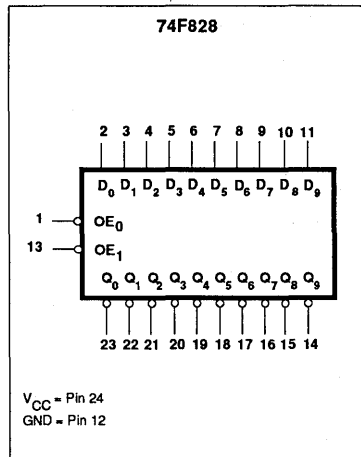 74F828
2 3 4 5 6 7 8 9 10 11
D0 D1 D2 D3 D4 D5 D6 D7 D8 D9
1 OE0
13 OE1
Q0 Q1 Q2 Q3 Q4 Q5 Q6 Q7 Q8 Q9
23 22 21 20 19 18 17 16 15 14
VCC = Pin 24
GND = Pin 12